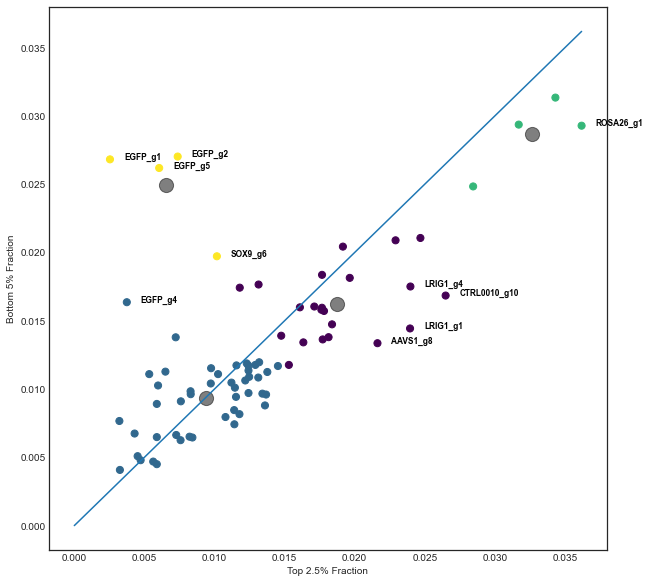 0.035
0.030
0.025
0.020
0.015
0.010
0.005
0.000
Bottom 5% Fraction
ROSA26_g1
EGFP_g1
EGFP_g2
EGFP_g5
SOX9_g6
EGFP_g4
LRIG1_g4
CTRL0010_g10
LRIG1_g1
AAVS1_g8
0.000 0.005 0.010 0.015 0.020 0.025 0.030 0.035
Top 2.5% Fraction